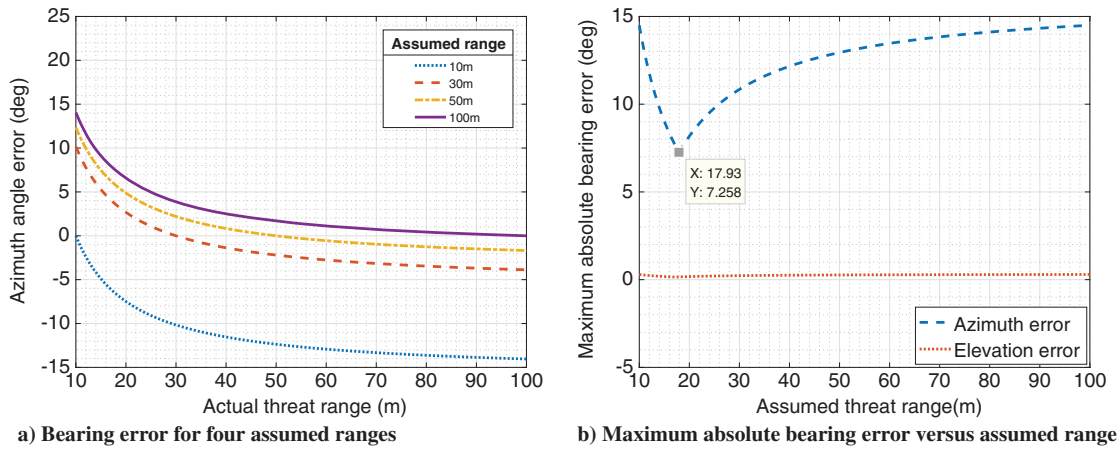 25
20
15
10
5
0
-5
-10
-15
10 20 30 40 50 60 70 80 90 100
Azimuth angle error (deg)
Actual threat range (m)
Assumed range
10m
30m
50m
100m
a) Bearing error for four assumed ranges
15
10
5
0
-5
10 20 30 40 50 60 70 80 90 100
Maximum absolute bearing error (deg)
Assumed threat range(m)
X: 17.93
Y: 7.258
Azimuth error
Elevation error
b) Maximum absolute bearing error versus assumed range